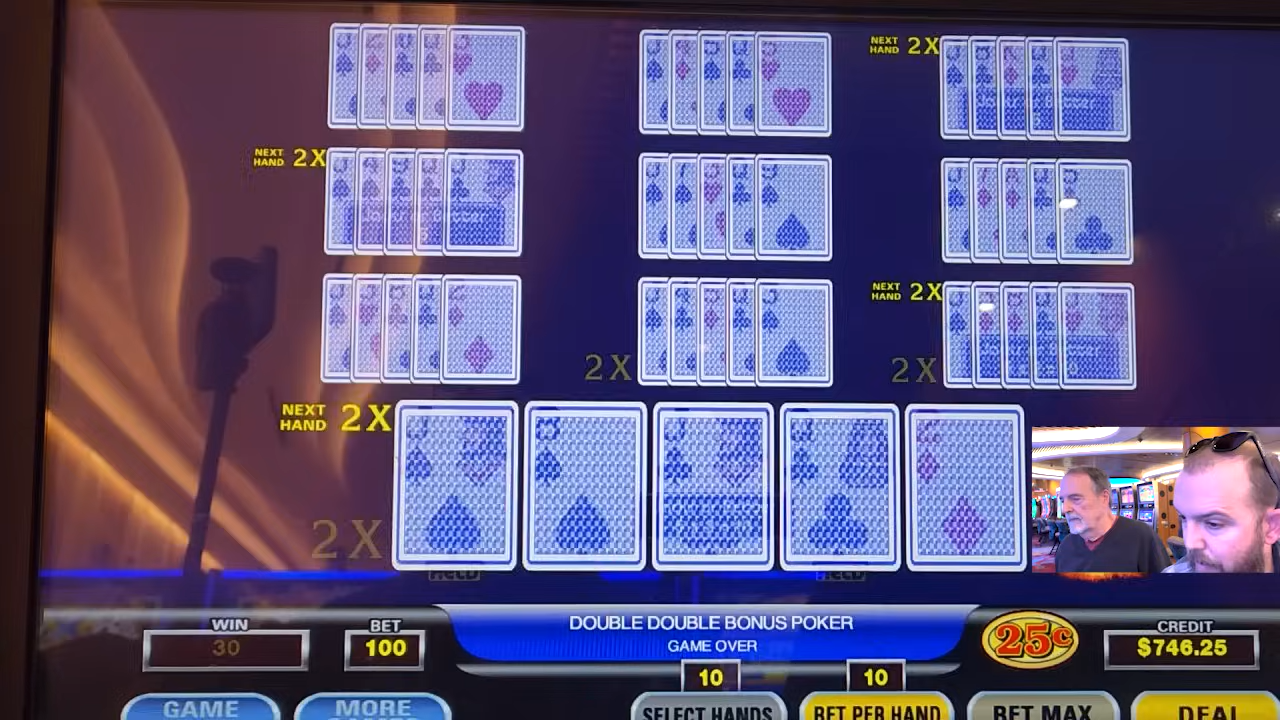 NEXT HAND 2X
NEXT HAND 2X
2X
NEXT HAND 2X
2X
NEXT HAND 2X
2X
HELD
HELD
WIN
30
BET
100
DOUBLE DOUBLE BONUS POKER
GAME OVER
25¢
CREDIT
$746.25
10
10
GAME
MORE GAMES
SELECT HANDS
BET PER HAND
BET MAX
DEAL